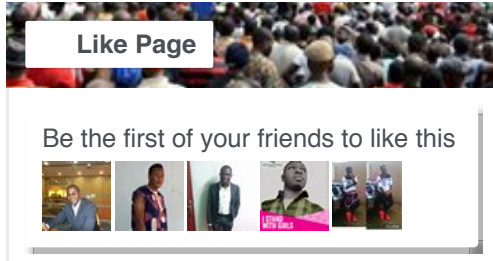 Like Page
Be the first of your friends to like this
I STAND
WITH GIRLS